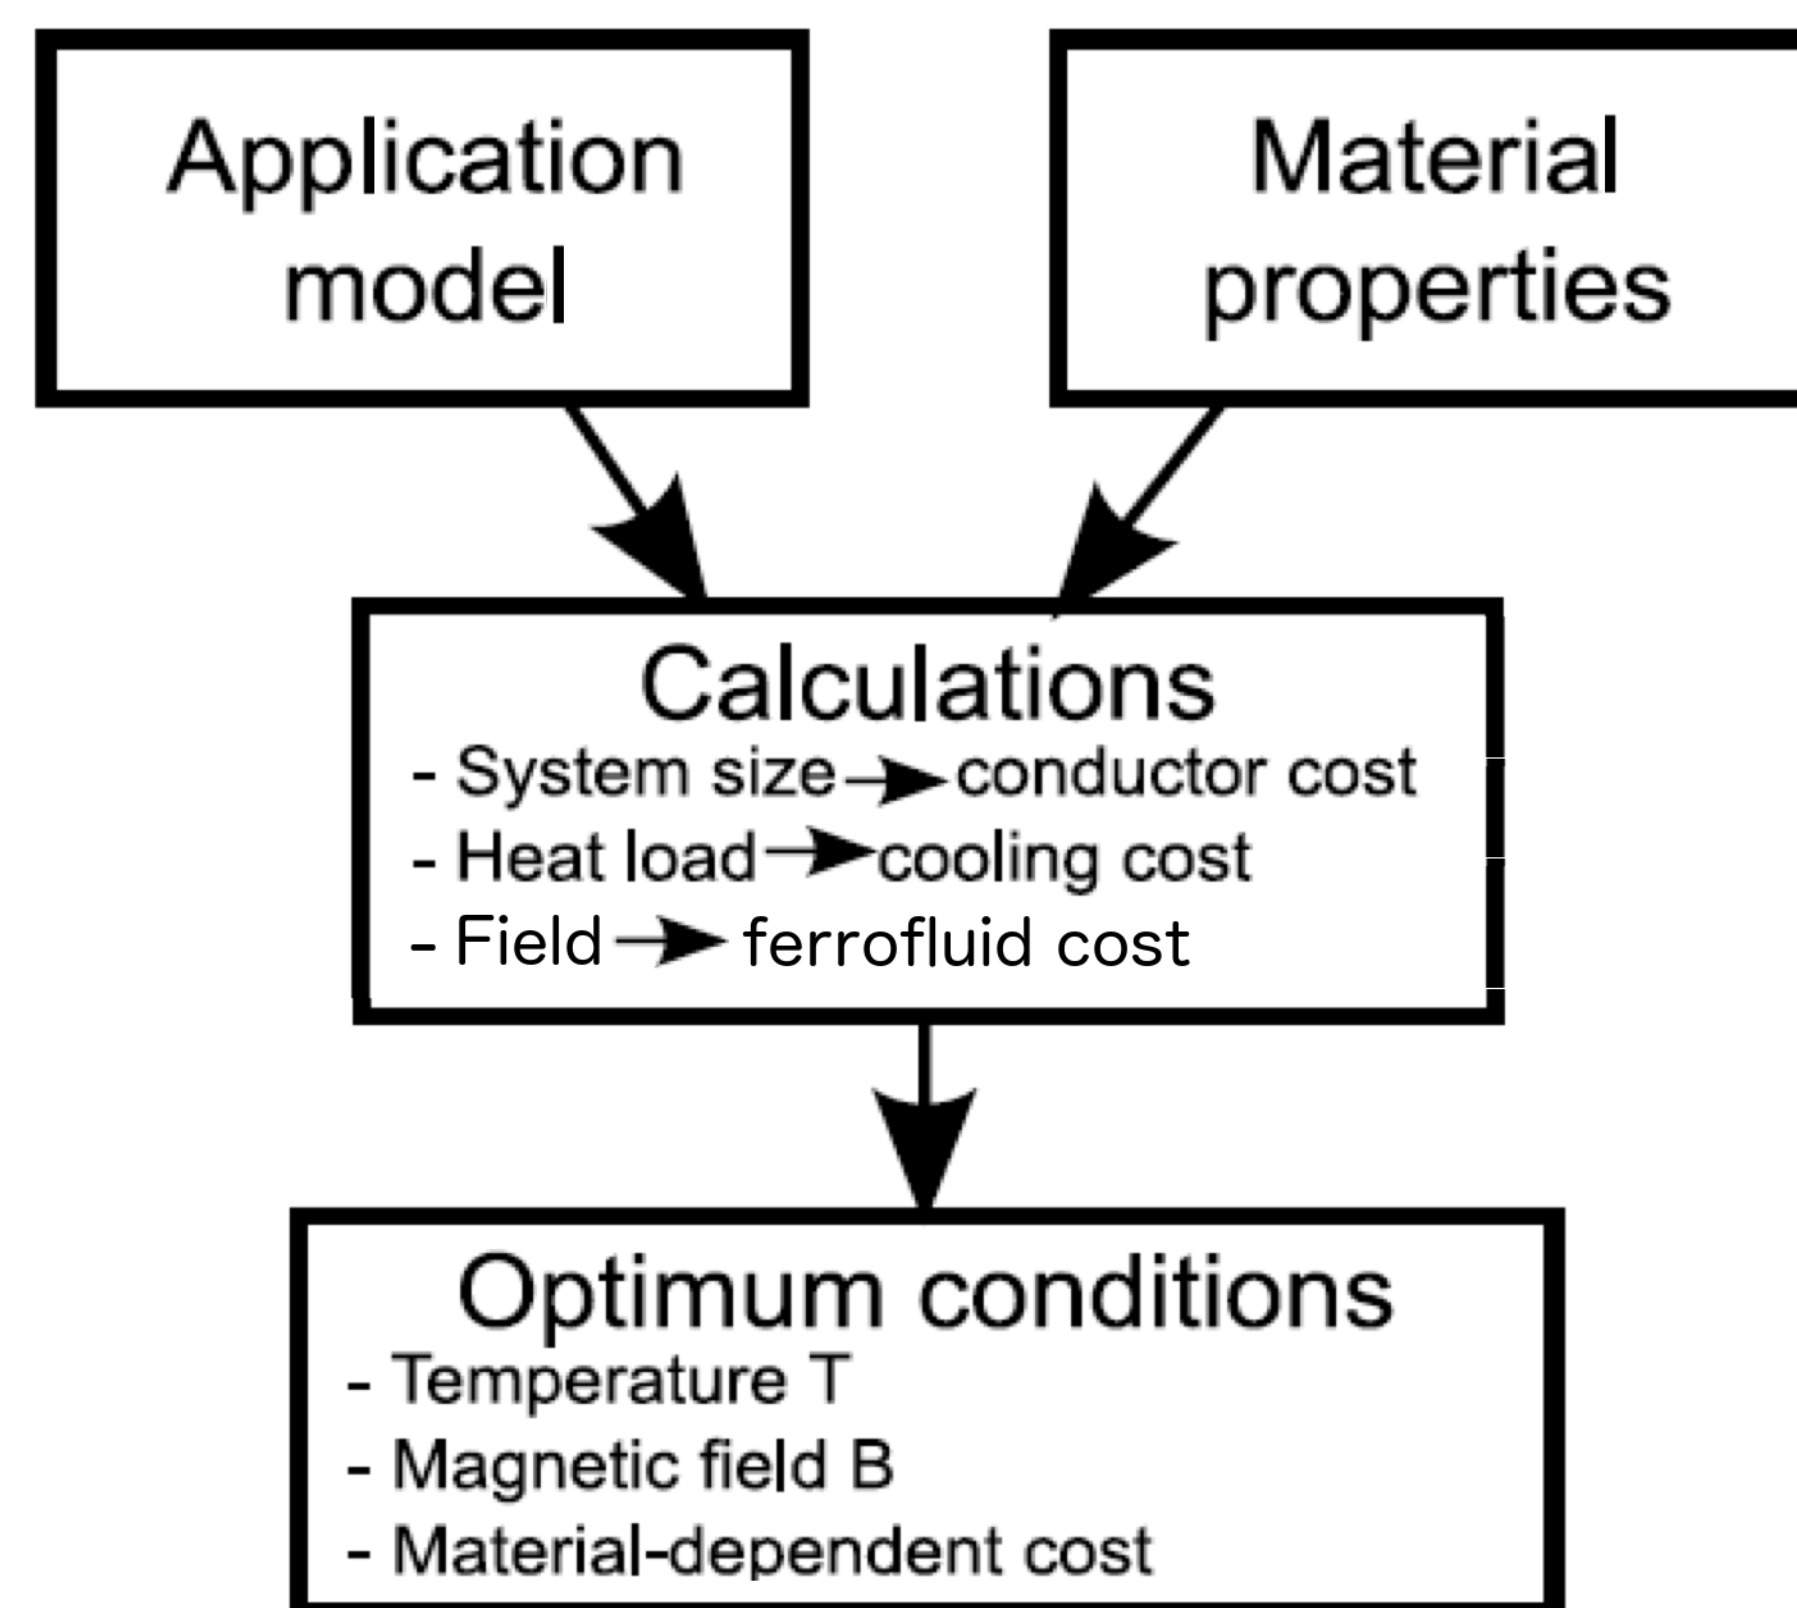 Application
model
Material
properties
Calculations
- System size → conductor cost
- Heat load → cooling cost
- Field → ferrofluid cost
Optimum conditions
- Temperature T
- Magnetic field B
- Material-dependent cost